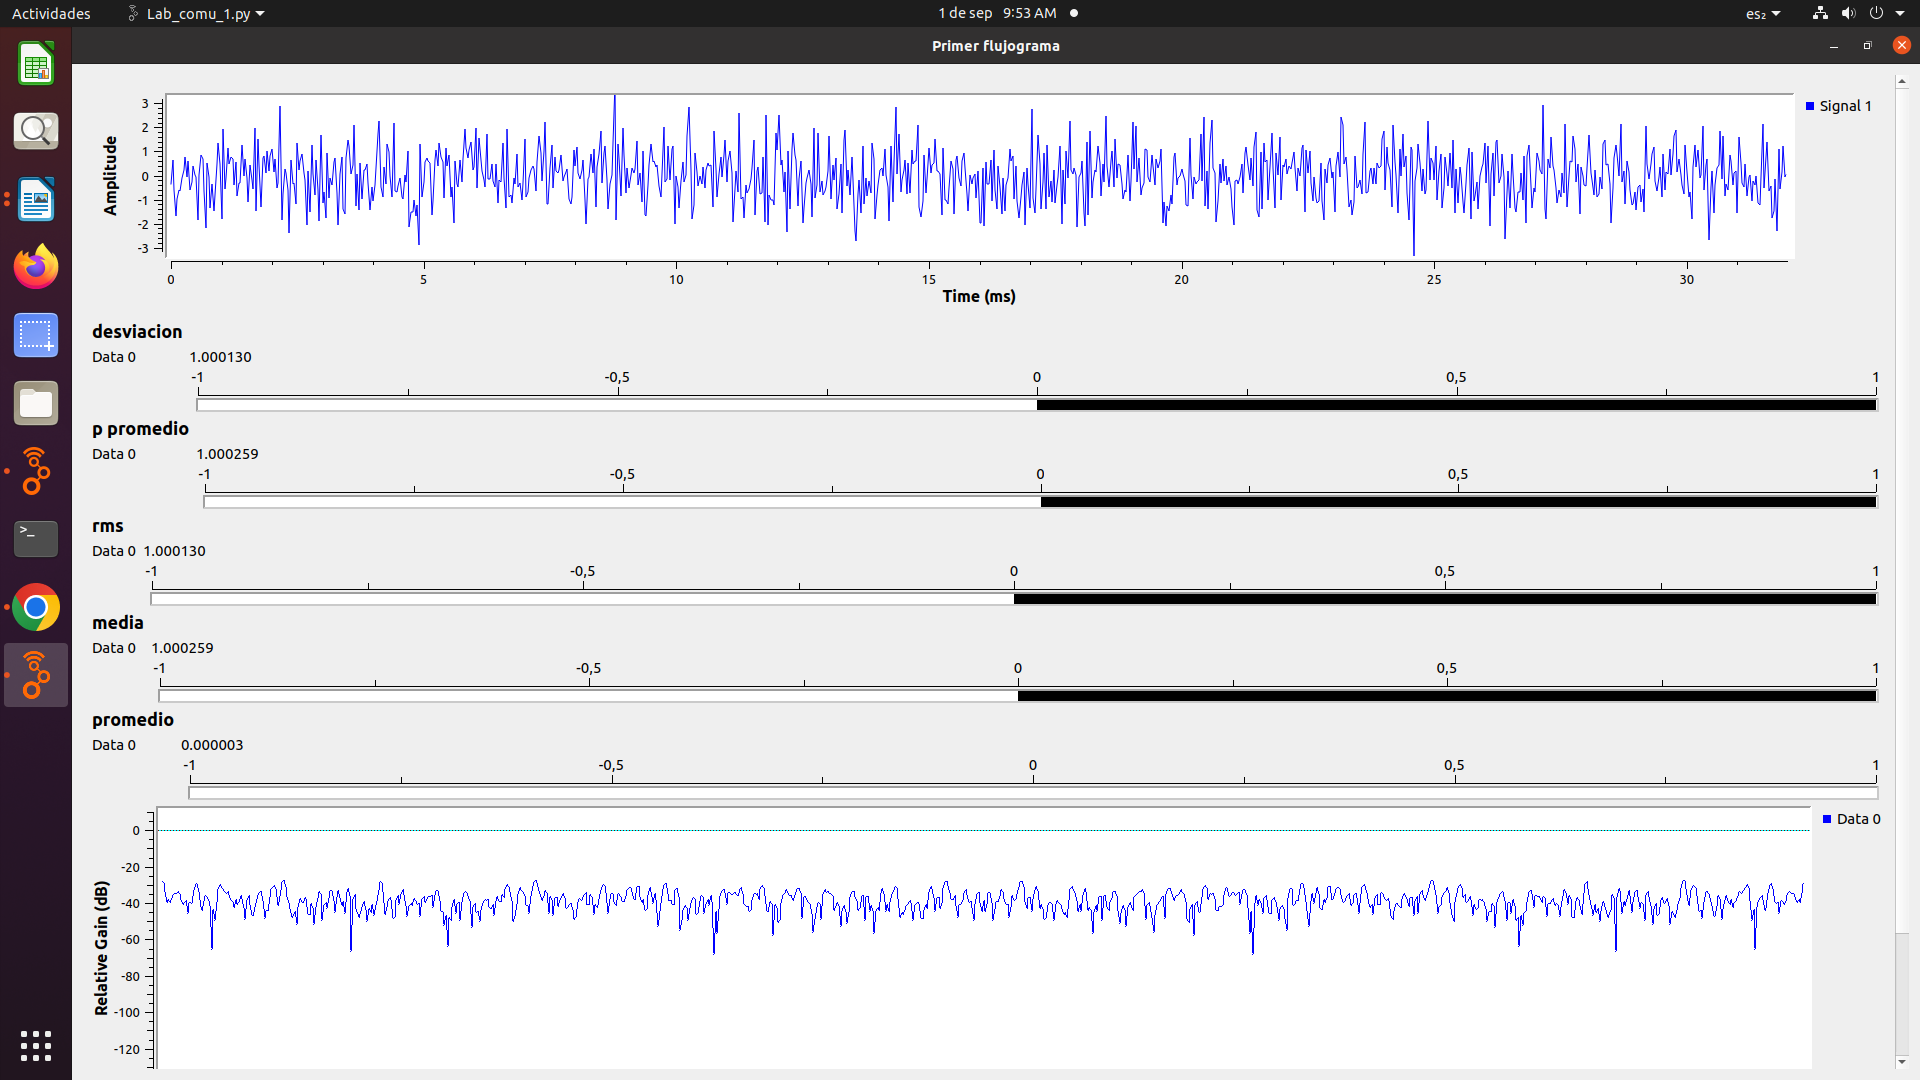 Actividades Lab_comu_1.py 1 de sep 9:53 AM es₂
Primer flujograma
Amplitude
3
2
1
0
-1
-2
-3
Signal 1
0 5 10 15 20 25 30
Time (ms)
desviacion
Data 0 1.000130
-1 -0,5 0 0,5 1
p promedio
Data 0 1.000259
-1 -0,5 0 0,5 1
rms
Data 0 1.000130
-1 -0,5 0 0,5 1
media
Data 0 1.000259
-1 -0,5 0 0,5 1
promedio
Data 0 0.000003
-1 -0,5 0 0,5 1
Relative Gain (dB)
0
-20
-40
-60
-80
-100
-120
Data 0